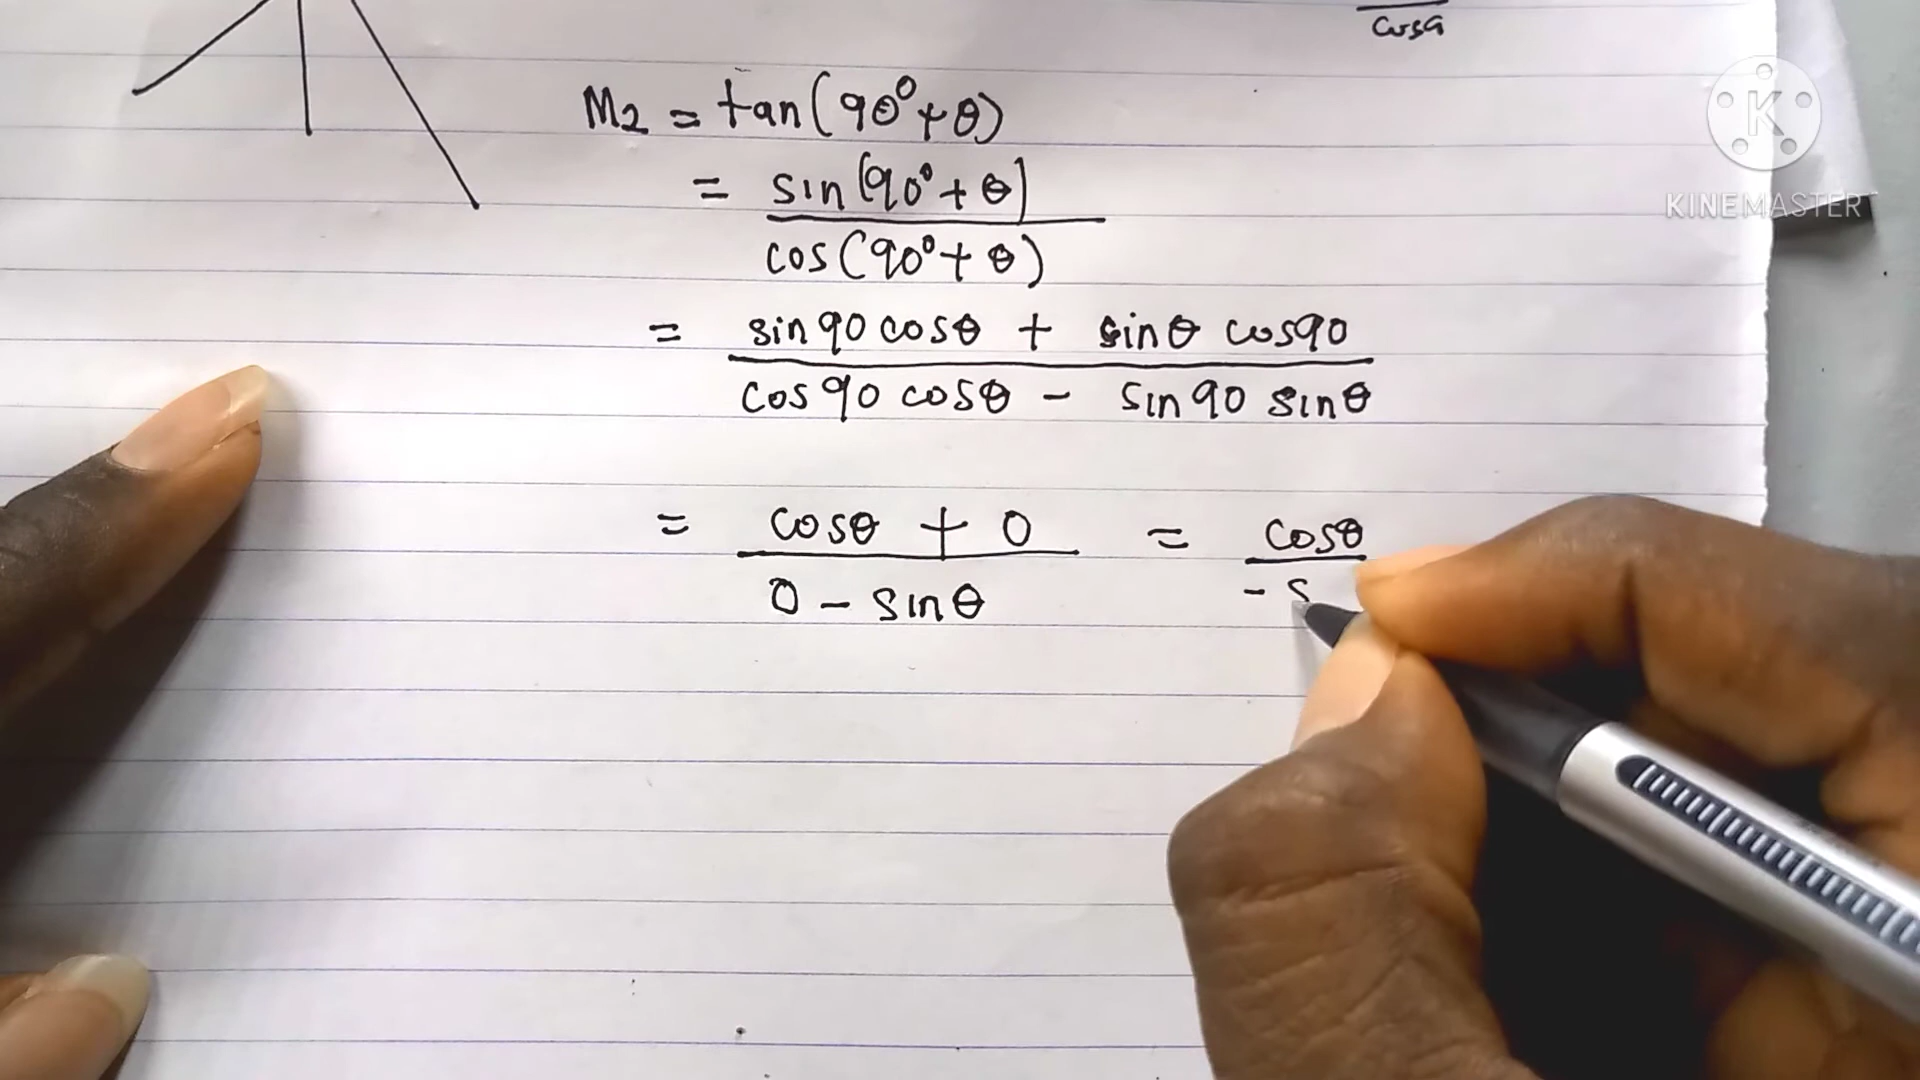 cosA
M2 = tan(90° + θ)
= sin(90° + θ)
cos(90° + θ)
= sin90 cosθ + sinθ cos90
cos90 cosθ - sin90 sinθ
= cosθ + 0 = cosθ
0 - sinθ - s
K
KINEMASTER